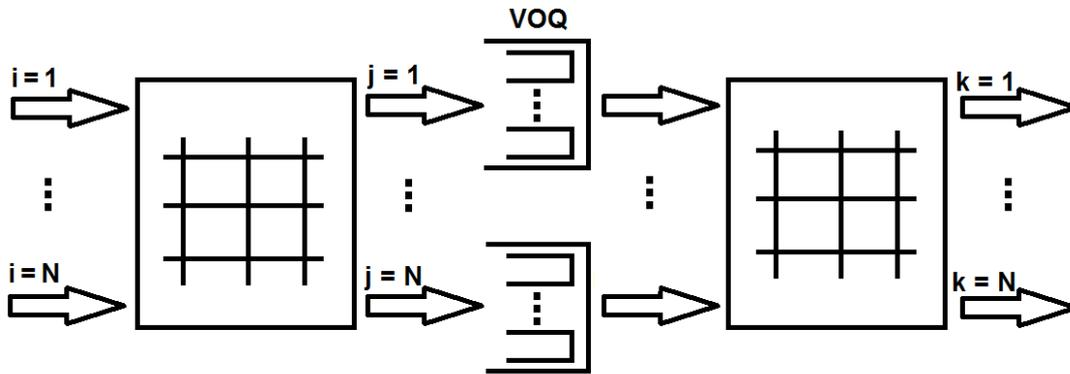 VOQ
i = 1
j = 1
k = 1
i = N
j = N
k = N